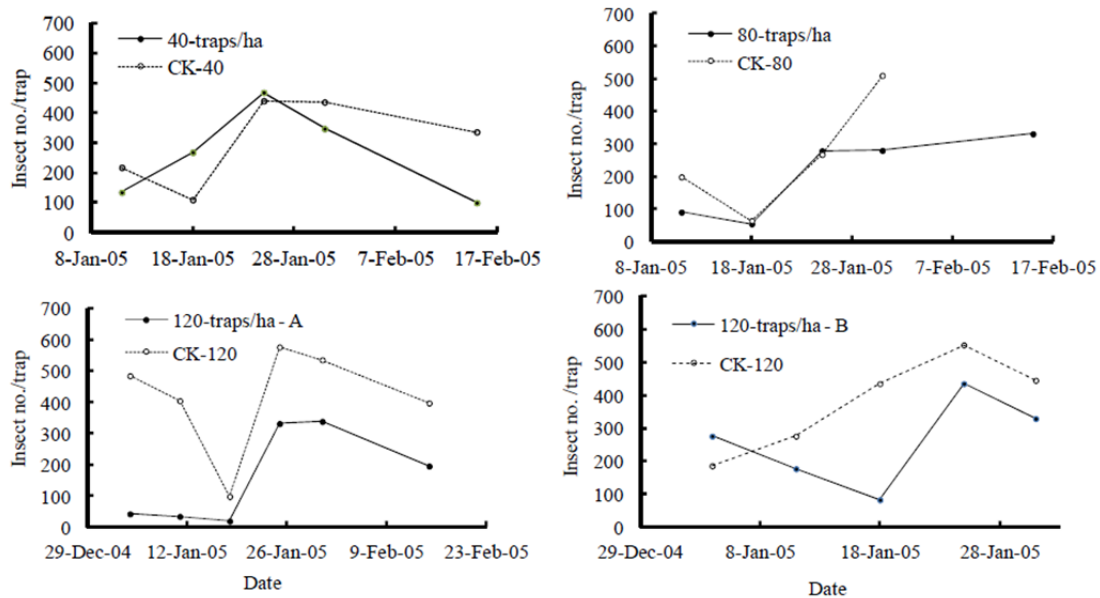 700
600
500
400
300
200
100
0
Insect no./trap
40-traps/ha
CK-40
8-Jan-05 18-Jan-05 28-Jan-05 7-Feb-05 17-Feb-05
700
600
500
400
300
200
100
0
Insect no./trap
80-traps/ha
CK-80
8-Jan-05 18-Jan-05 28-Jan-05 7-Feb-05 17-Feb-05
700
600
500
400
300
200
100
0
Insect no./trap
120-traps/ha - A
CK-120
29-Dec-04 12-Jan-05 26-Jan-05 9-Feb-05 23-Feb-05
Date
700
600
500
400
300
200
100
0
Insect no. /trap
120-traps/ha - B
CK-120
29-Dec-04 8-Jan-05 18-Jan-05 28-Jan-05
Date